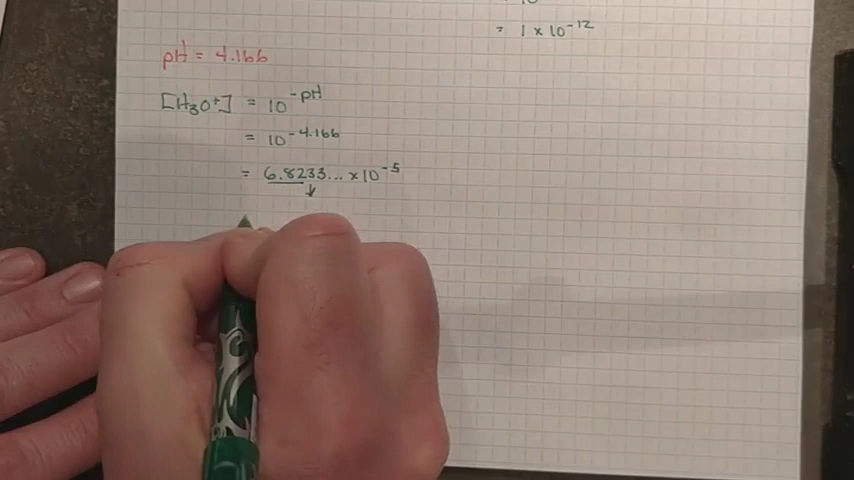 = 1 × 10⁻¹²
pH = 4.166
[H₃O⁺] = 10⁻ᵖᴴ
= 10⁻⁴·¹⁶⁶
= 6.8233... ×10⁻⁵
↓